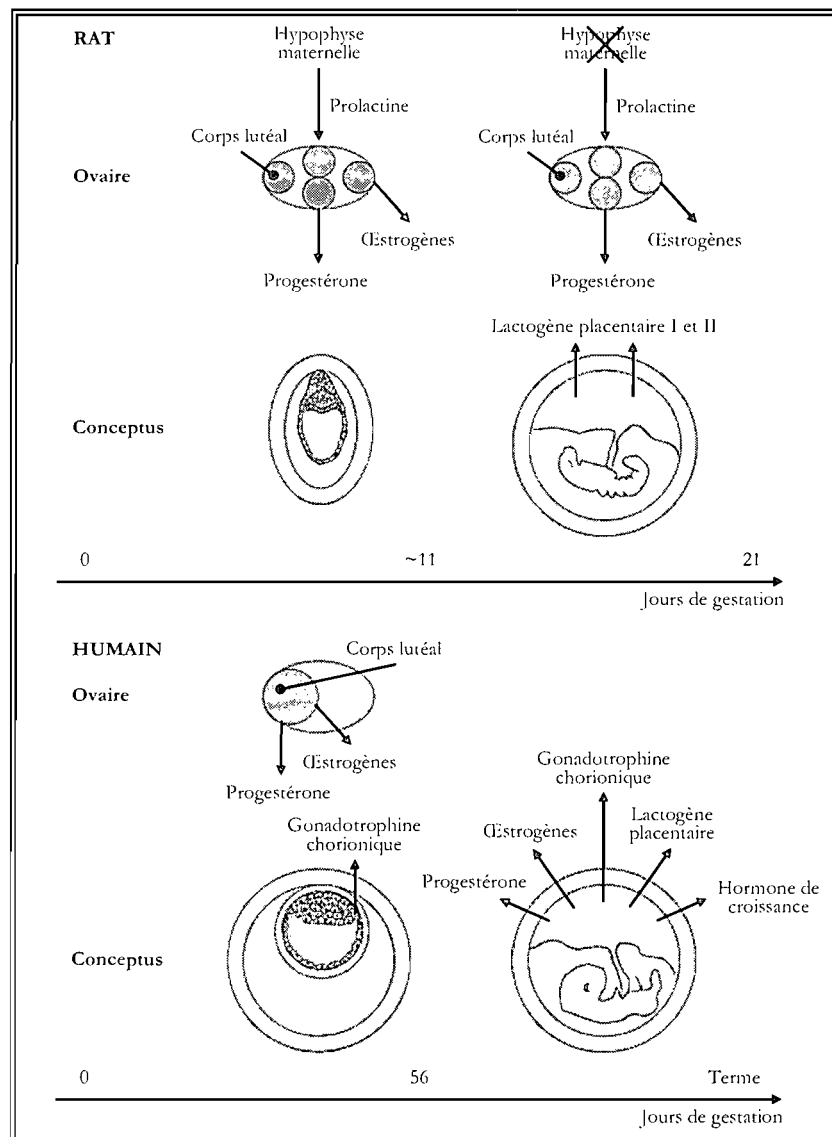 RAT
Hypophyse
maternelle
Hypophyse
maternelle
Prolactine
Prolactine
Corps lutéal
Corps lutéal
Ovaire
Œstrogènes
Œstrogènes
Progestérone
Progestérone
Lactogène placentaire I et II
Conceptus
0
~11
21
Jours de gestation
HUMAIN
Corps lutéal
Ovaire
Œstrogènes
Progestérone
Gonadotrophine
chorionique
Gonadotrophine
chorionique
Œstrogènes
Lactogène
placentaire
Progestérone
Hormone de
croissance
Conceptus
0
56
Terme
Jours de gestation